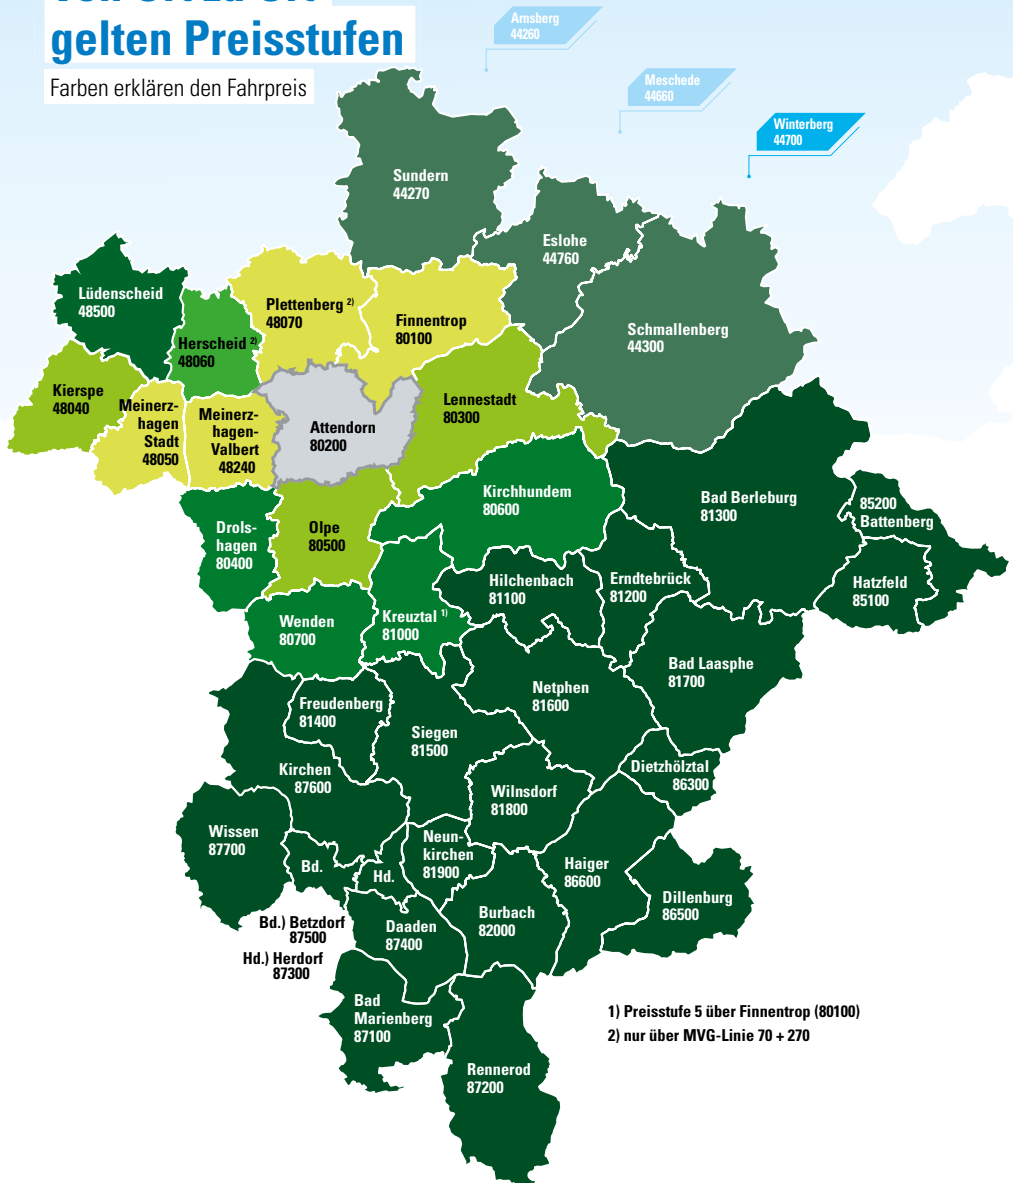 gelten Preisstufen
Farben erklären den Fahrpreis
Arnsberg
44260
Meschede
44660
Winterberg
44700
Sundern
44270
Eslohe
44760
Schmallenberg
44300
Lüdenscheid
48500
Herscheid 2)
48060
Plettenberg 2)
48070
Finnentrop
80100
Kierspe
48040
Meinerz-
hagen
Stadt
48050
Meinerz-
hagen-
Valbert
48240
Attendorn
80200
Lennestadt
80300
Kirchhundem
80600
Bad Berleburg
81300
85200
Battenberg
Hatzfeld
85100
Drols-
hagen
80400
Olpe
80500
Hilchenbach
81100
Erndtebrück
81200
Wenden
80700
Kreuztal 1)
81000
Bad Laasphe
81700
Netphen
81600
Freudenberg
81400
Siegen
81500
Dietzhölztal
86300
Kirchen
87600
Wilnsdorf
81800
Wissen
87700
Neun-
kirchen
81900
Haiger
86600
Bd.
Hd.
Dillenburg
86500
Burbach
82000
Bd.) Betzdorf
87500
Hd.) Herdorf
87300
Daaden
87400
Bad
Marienberg
87100
Rennerod
87200
1) Preisstufe 5 über Finnentrop (80100)
2) nur über MVG-Linie 70 + 270